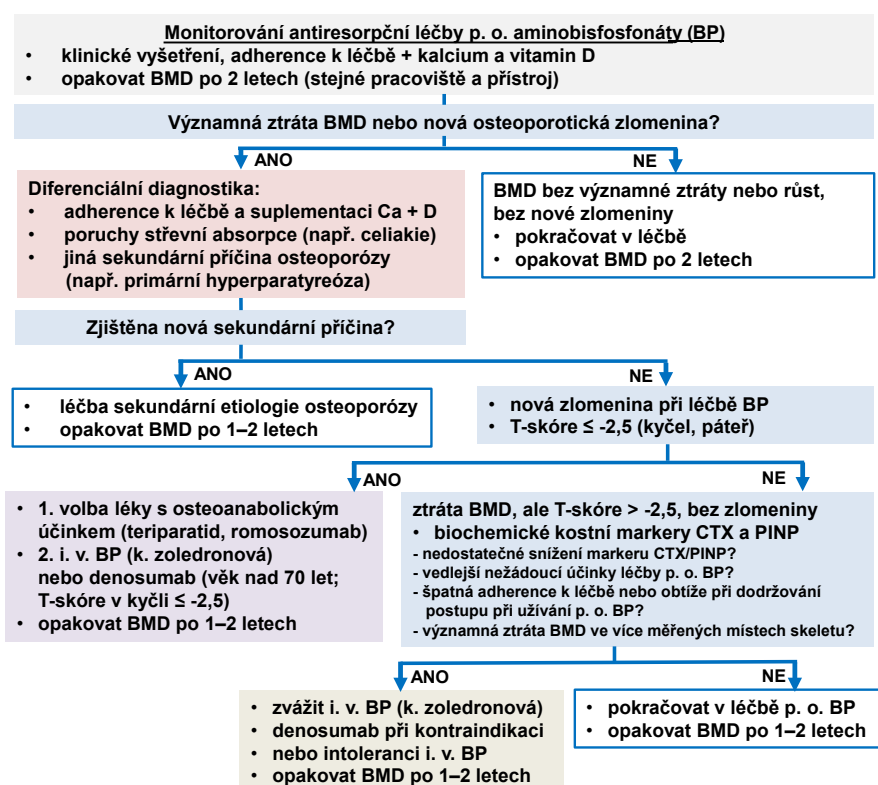 Monitorování antiresorpční léčby p. o. aminobisfosfonáty (BP)
• klinické vyšetření, adherence k léčbě + kalcium a vitamin D
• opakovat BMD po 2 letech (stejné pracoviště a přístroj)
Významná ztráta BMD nebo nová osteoporotická zlomenina?
ANO
NE
Diferenciální diagnostika:
• adherence k léčbě a suplementaci Ca + D
• poruchy střevní absorpce (např. celiakie)
• jiná sekundární příčina osteoporózy
(např. primární hyperparatyreóza)
BMD bez významné ztráty nebo růst,
bez nové zlomeniny
• pokračovat v léčbě
• opakovat BMD po 2 letech
Zjištěna nová sekundární příčina?
ANO
NE
• léčba sekundární etiologie osteoporózy
• opakovat BMD po 1–2 letech
• nová zlomenina při léčbě BP
• T-skóre ≤ -2,5 (kyčel, páteř)
ANO
NE
• 1. volba léky s osteoanabolickým
účinkem (teriparatid, romosozumab)
• 2. i. v. BP (k. zoledronová)
nebo denosumab (věk nad 70 let;
T-skóre v kyčli ≤ -2,5)
• opakovat BMD po 1–2 letech
ztráta BMD, ale T-skóre > -2,5, bez zlomeniny
• biochemické kostní markery CTX a PINP
- nedostatečné snížení markeru CTX/PINP?
- vedlejší nežádoucí účinky léčby p. o. BP?
- špatná adherence k léčbě nebo obtíže při dodržování
postupu při užívání p. o. BP?
- významná ztráta BMD ve více měřených místech skeletu?
ANO
NE
• zvážit i. v. BP (k. zoledronová)
• denosumab při kontraindikaci
• nebo intoleranci i. v. BP
• opakovat BMD po 1–2 letech
• pokračovat v léčbě p. o. BP
• opakovat BMD po 1–2 letech